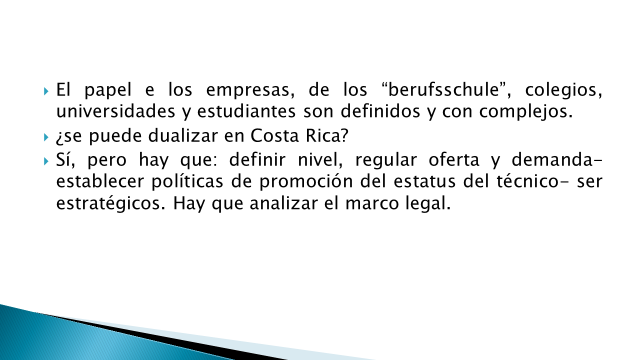 El papel e los empresas, de los “berufsschule”, colegios,
universidades y estudiantes son definidos y con complejos.
¿se puede dualizar en Costa Rica?
Sí, pero hay que: definir nivel, regular oferta y demanda–
establecer políticas de promoción del estatus del técnico– ser
estratégicos. Hay que analizar el marco legal.